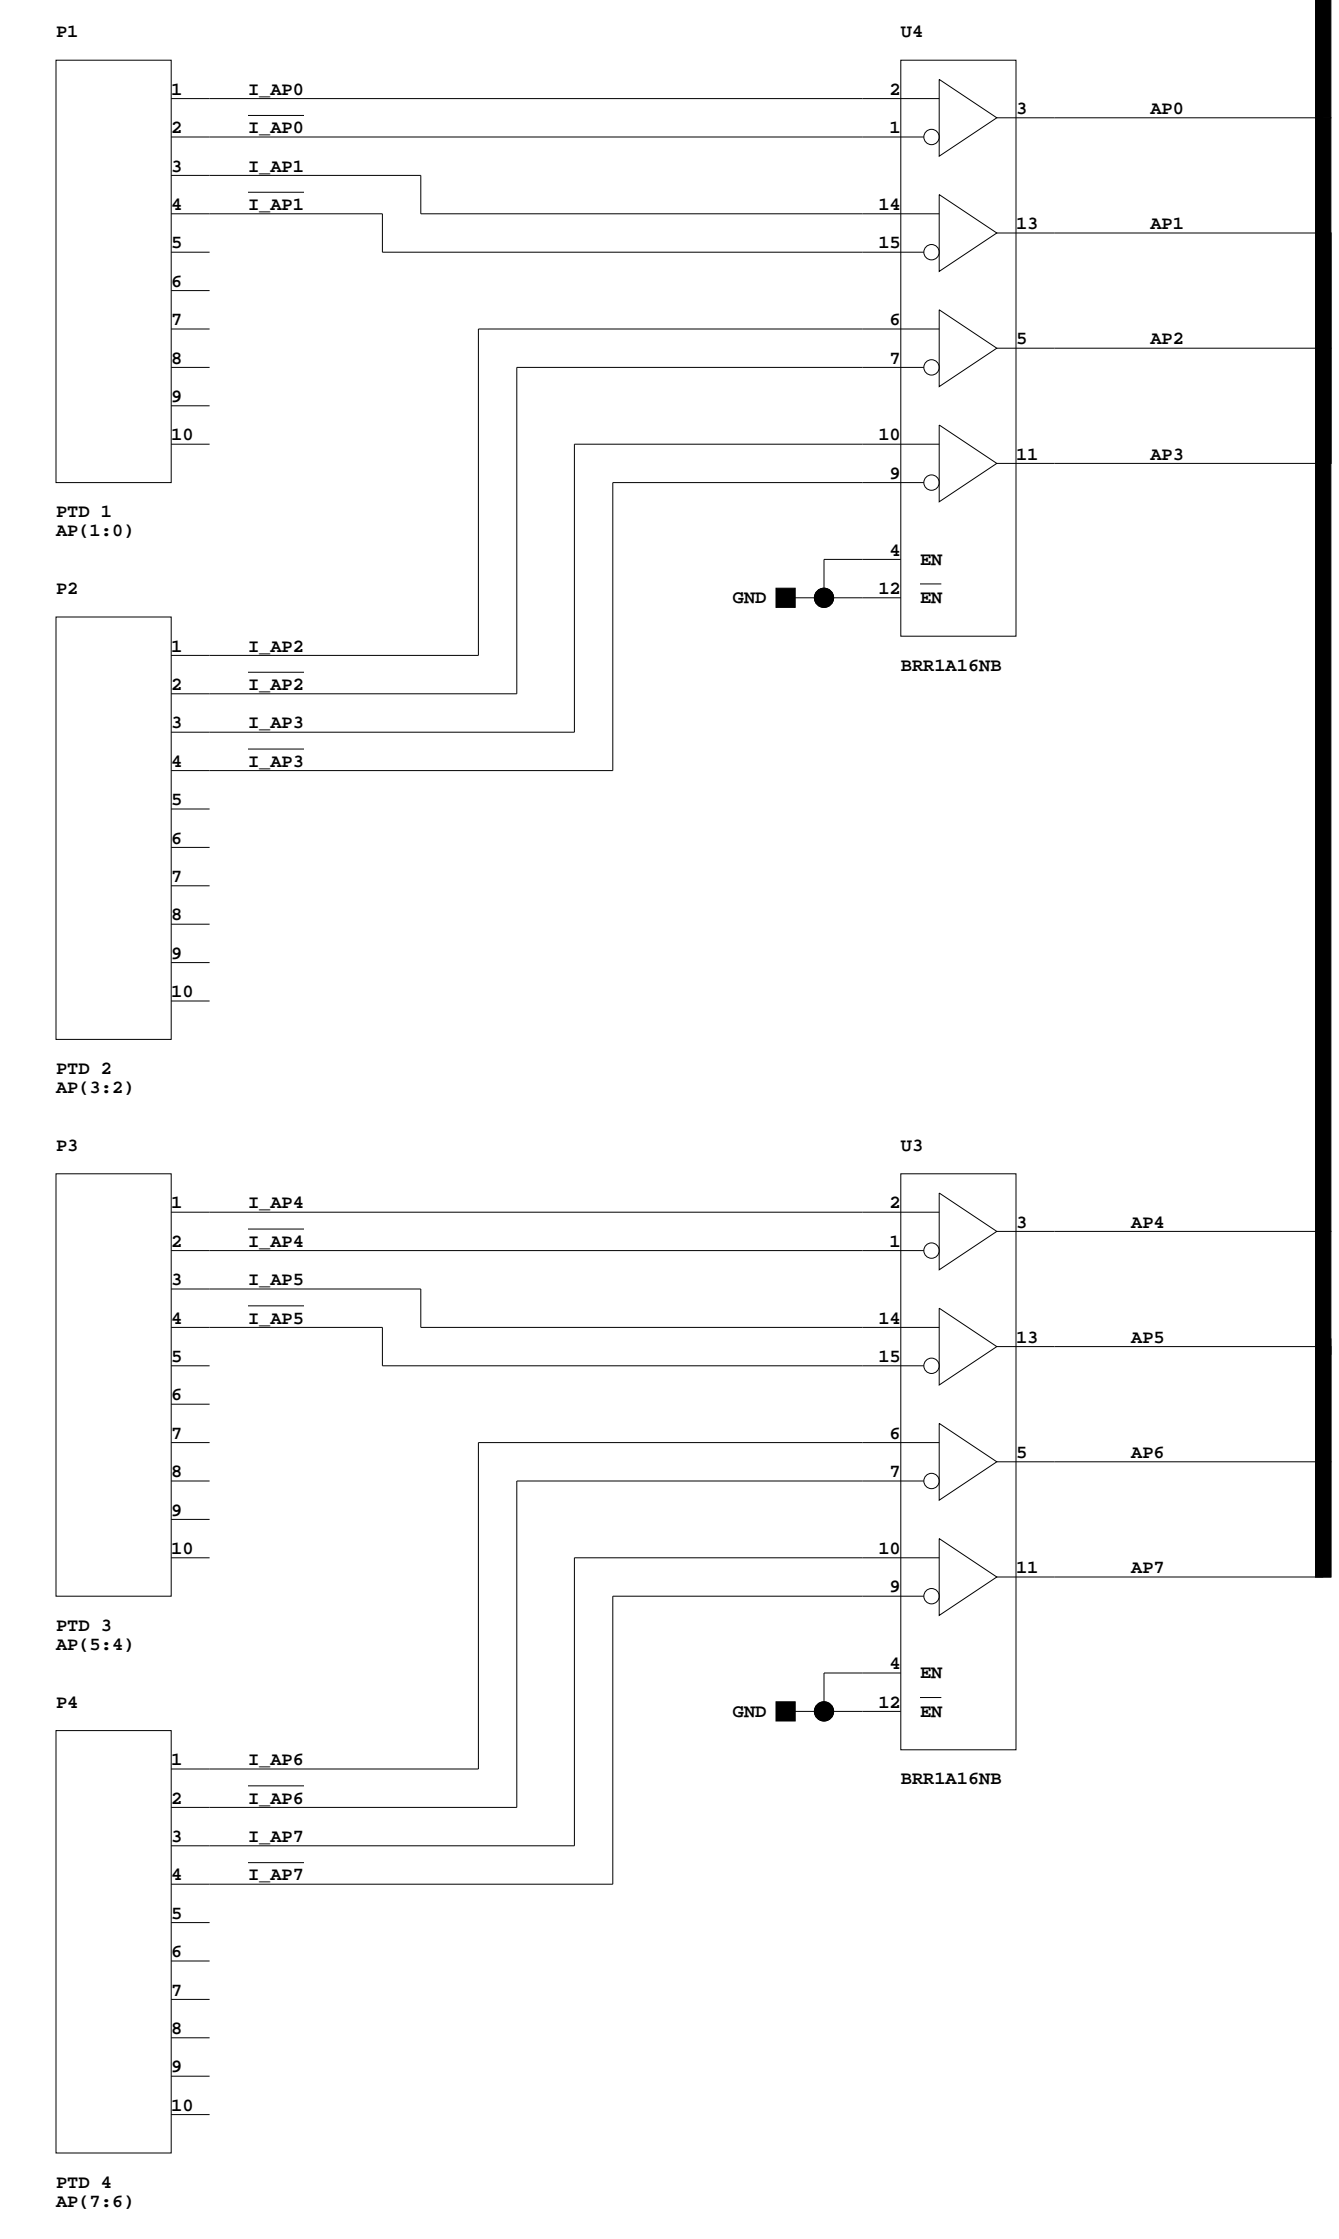 P1
U4
1 I_AP0 2
3 AP0
2 I_AP0 1
3 I_AP1
4 I_AP1 14
13 AP1
5 15
6
7 6
5 AP2
8 7
9
10 10
11 AP3
9
PTD 1
AP(1:0)
4 EN
P2
GND 12 EN
1 I_AP2
BRR1A16NB
2 I_AP2
3 I_AP3
4 I_AP3
5
6
7
8
9
10
PTD 2
AP(3:2)
P3
U3
1 I_AP4 2
3 AP4
2 I_AP4 1
3 I_AP5
4 I_AP5 14
13 AP5
5 15
6
7 6
5 AP6
8 7
9
10 10
11 AP7
9
PTD 3
AP(5:4)
4 EN
P4
GND 12 EN
1 I_AP6
BRR1A16NB
2 I_AP6
3 I_AP7
4 I_AP7
5
6
7
8
9
10
PTD 4
AP(7:6)